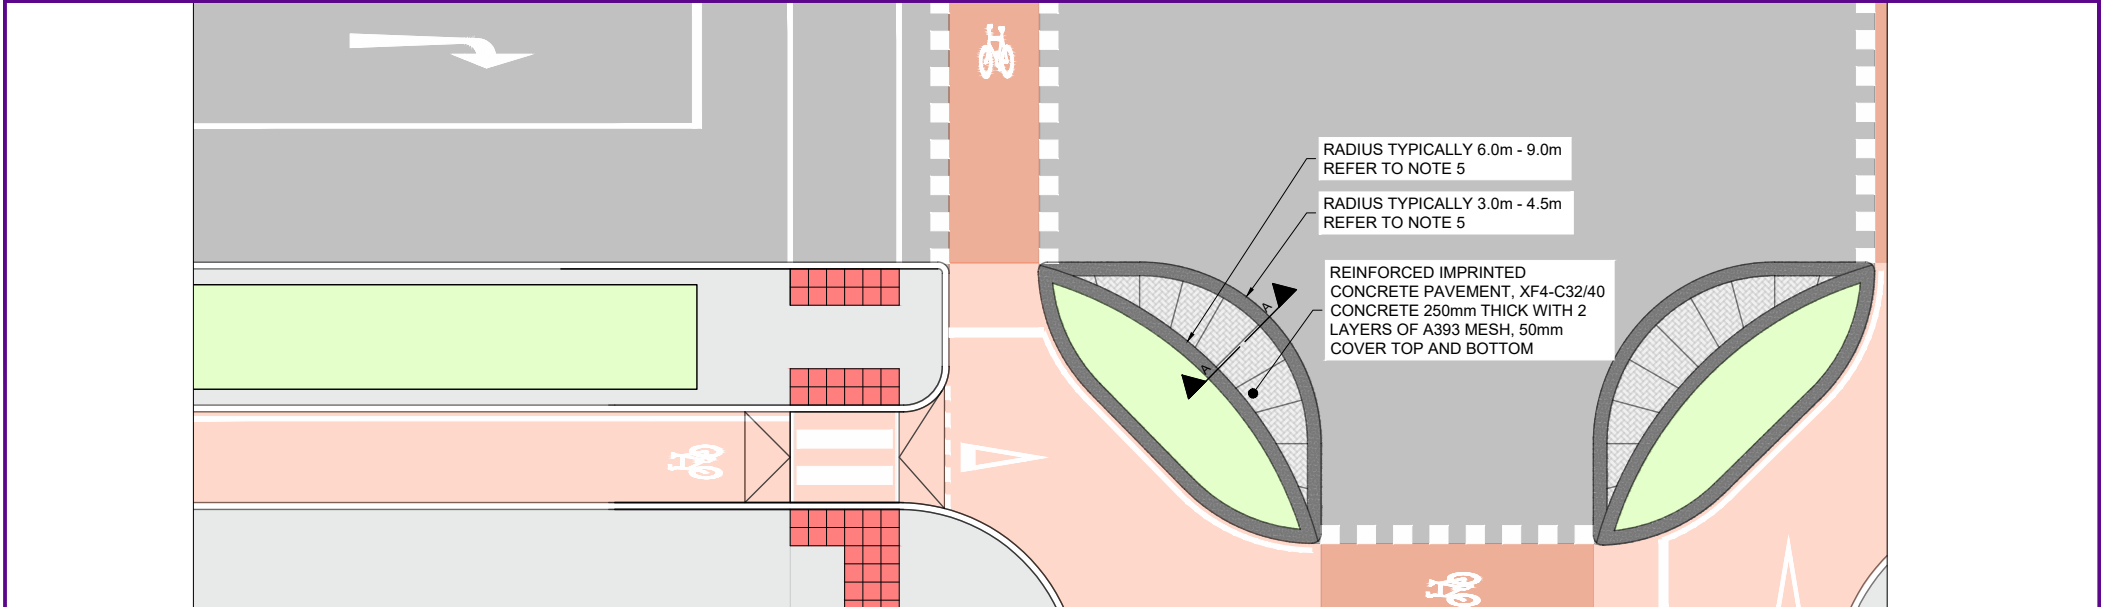 RADIUS TYPICALLY 6.0m - 9.0m
REFER TO NOTE 5
RADIUS TYPICALLY 3.0m - 4.5m
REFER TO NOTE 5
REINFORCED IMPRINTED
CONCRETE PAVEMENT, XF4-C32/40
CONCRETE 250mm THICK WITH 2
LAYERS OF A393 MESH, 50mm
COVER TOP AND BOTTOM
A
A